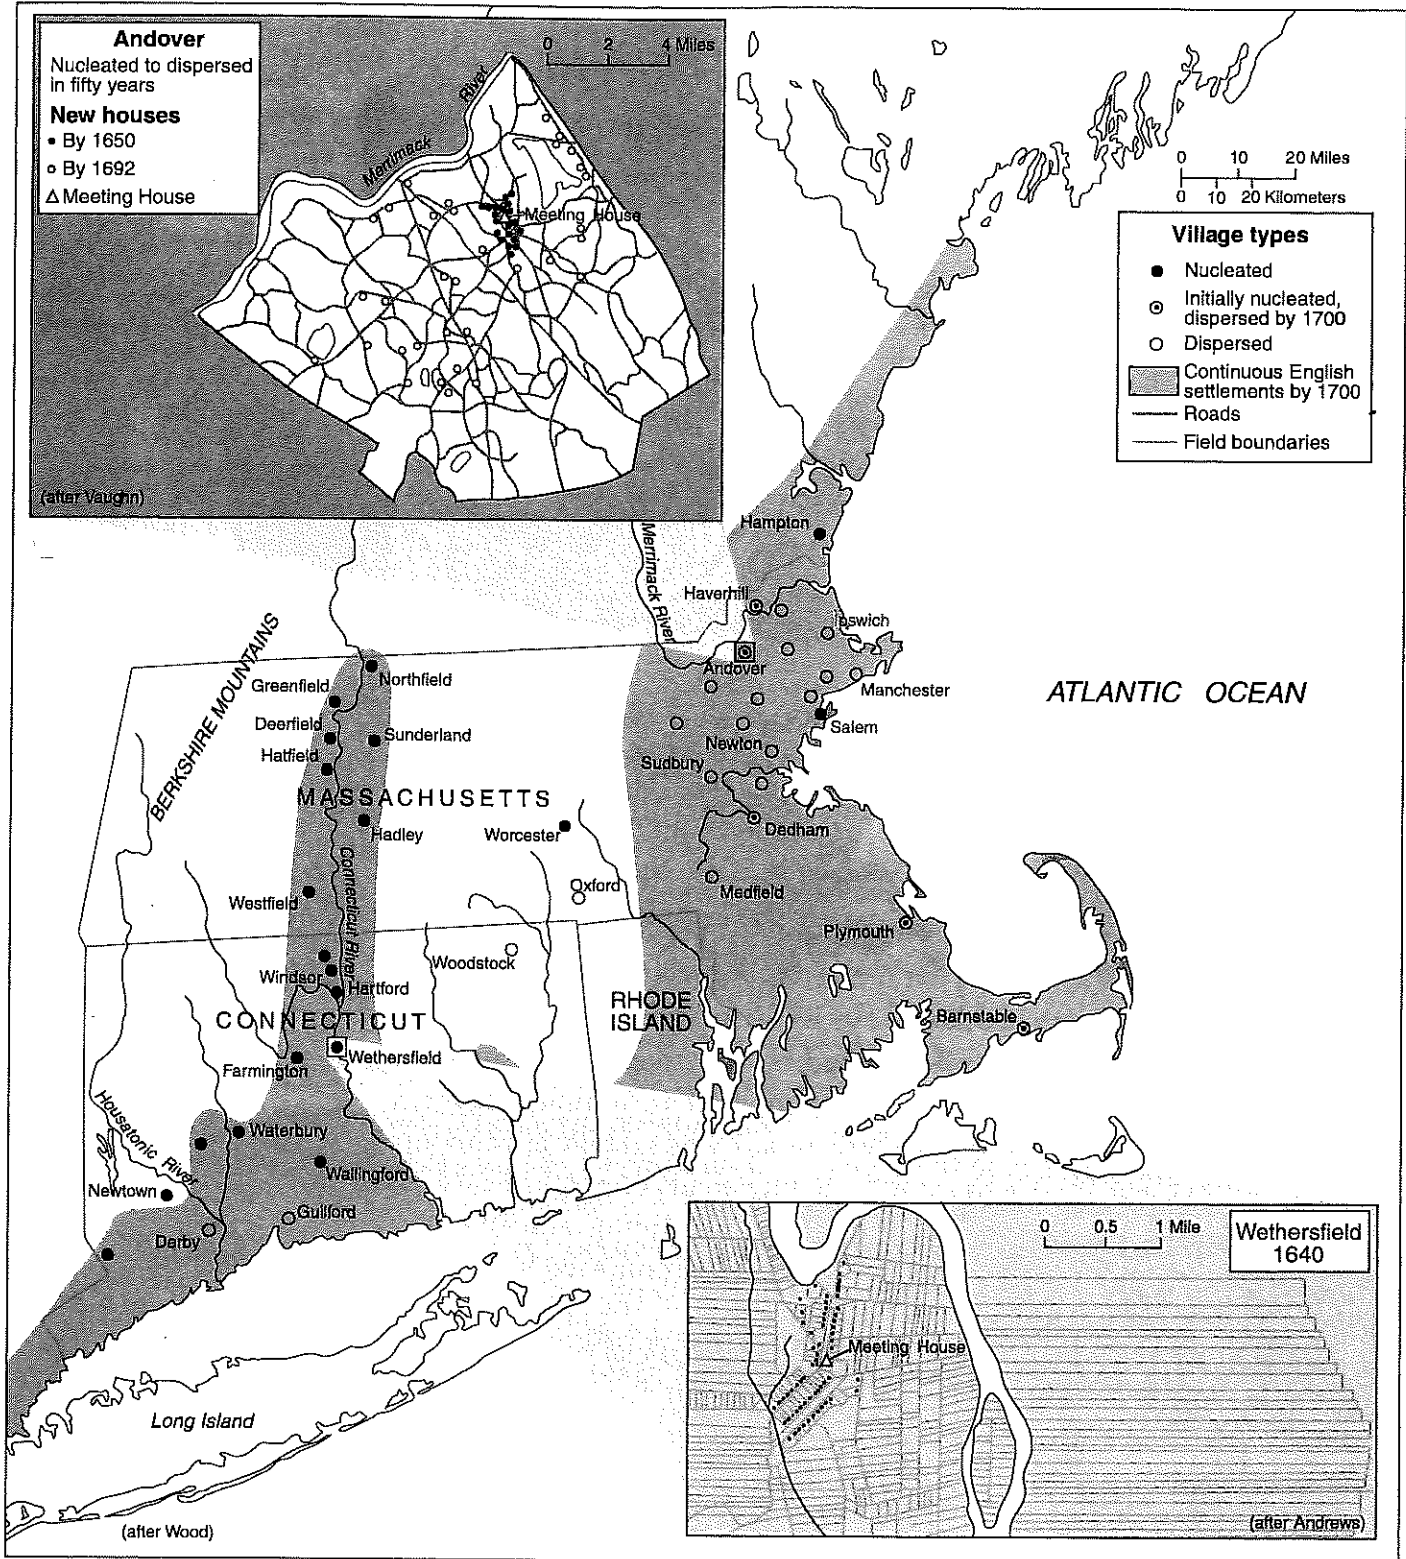 Andover
Nucleated to dispersed
in fifty years
New houses
By 1650
By 1692
Meeting House
0 2 4 Miles
Merrimack River
Meeting House
(after Vaughn)
0 10 20 Miles
0 10 20 Kilometers
Village types
Nucleated
Initially nucleated,
dispersed by 1700
Dispersed
Continuous English
settlements by 1700
Roads
Field boundaries
Hampton
Merrimack River
Haverhill
Ipswich
Andover
Manchester
Salem
Newton
Sudbury
Dedham
Medfield
Plymouth
Barnstable
ATLANTIC OCEAN
BERKSHIRE MOUNTAINS
Northfield
Greenfield
Deerfield
Sunderland
Hatfield
MASSACHUSETTS
Hadley
Worcester
Connecticut River
Oxford
Westfield
Woodstock
Windsor
Hartford
RHODE
ISLAND
CONNECTICUT
Wethersfield
Farmington
Housatonic River
Waterbury
Wallingford
Newtown
Guilford
Darby
Long Island
(after Wood)
0 0.5 1 Mile
Wethersfield
1640
Meeting House
(after Andrews)